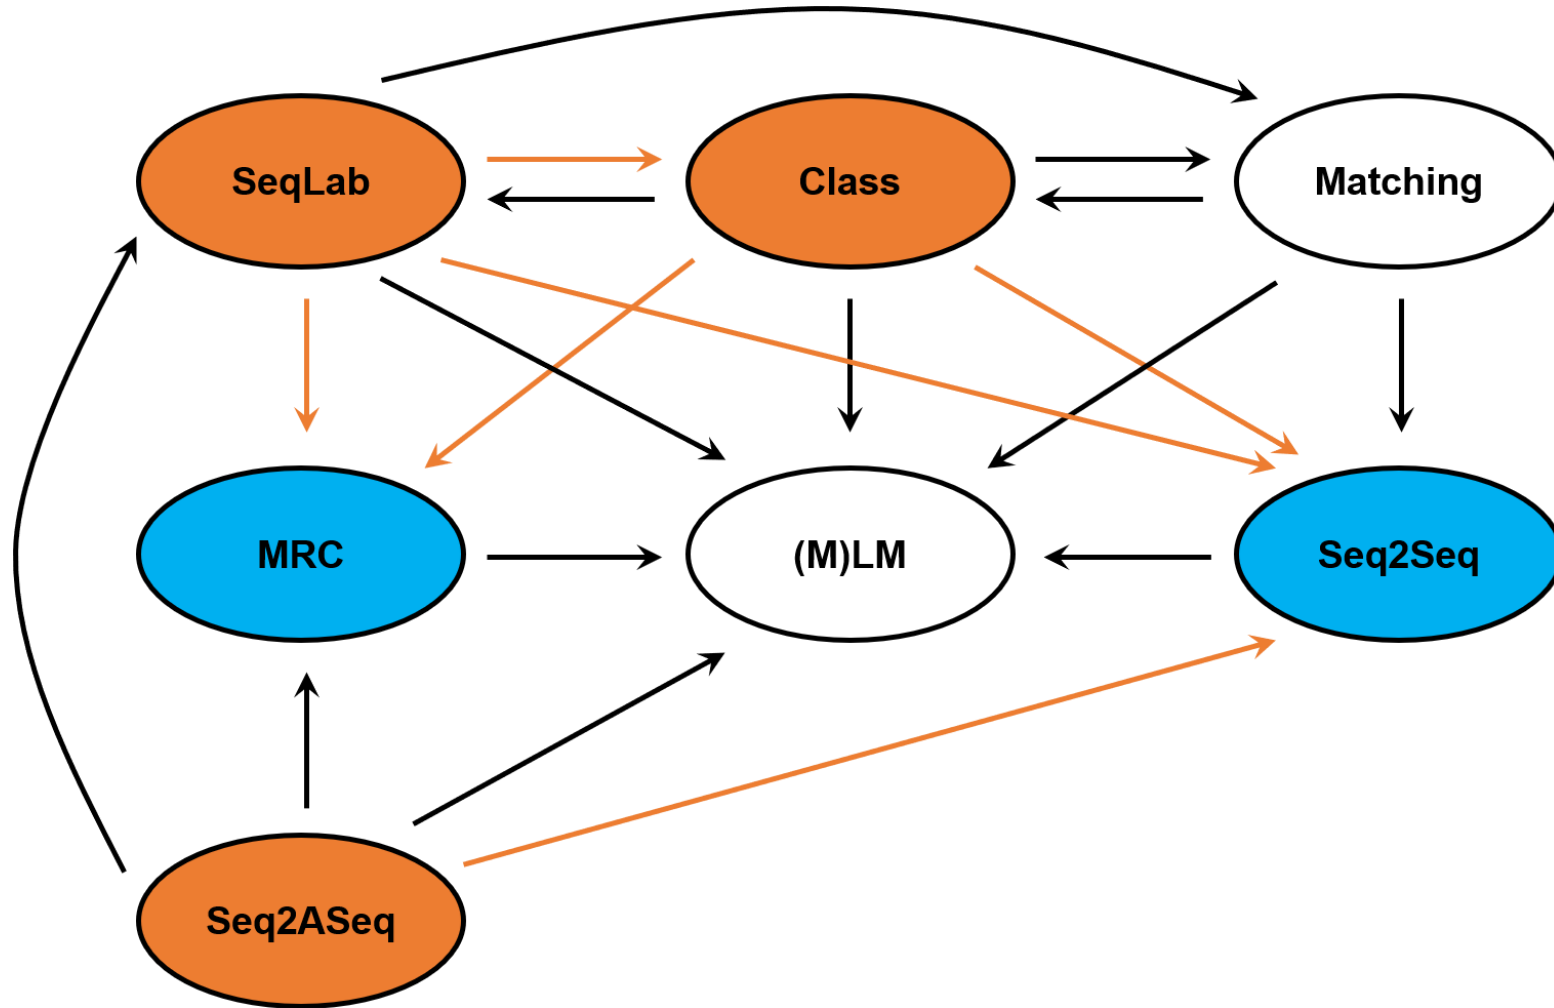 SeqLab
Class
Matching
MRC
(M)LM
Seq2Seq
Seq2ASeq